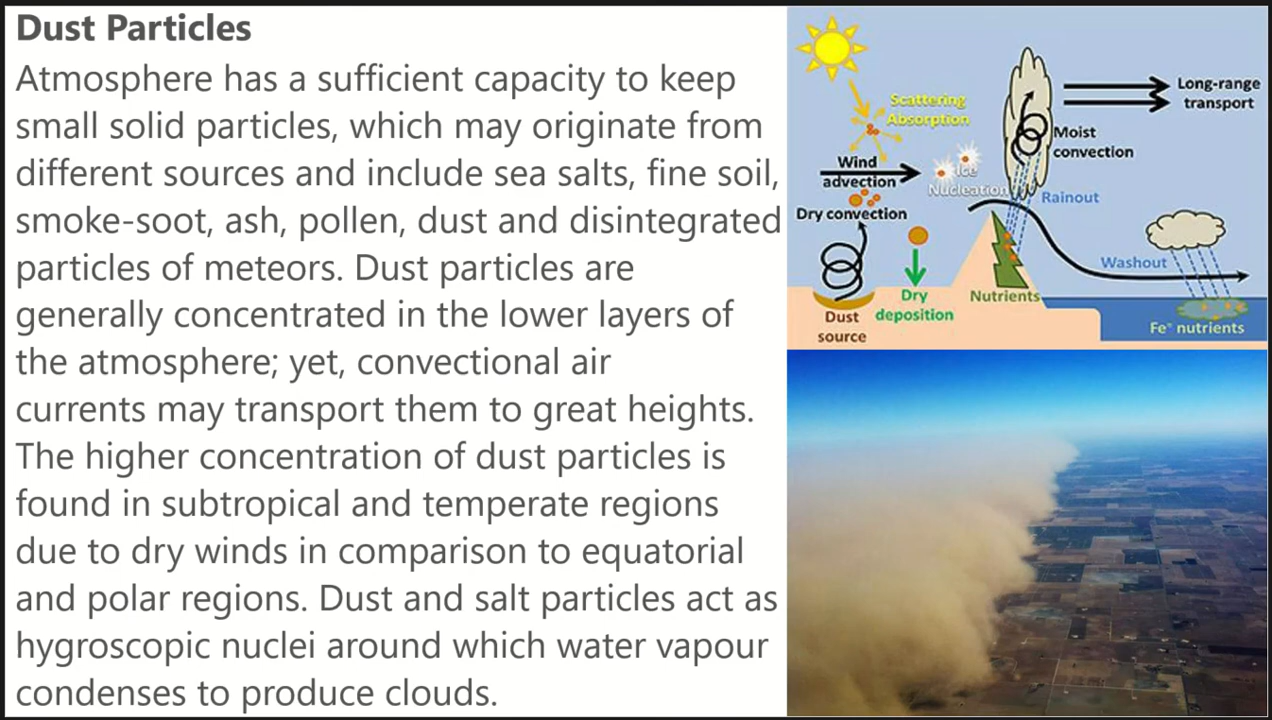 Dust Particles
Atmosphere has a sufficient capacity to keep
small solid particles, which may originate from
different sources and include sea salts, fine soil,
smoke-soot, ash, pollen, dust and disintegrated
particles of meteors. Dust particles are
generally concentrated in the lower layers of
the atmosphere; yet, convectional air
currents may transport them to great heights.
The higher concentration of dust particles is
found in subtropical and temperate regions
due to dry winds in comparison to equatorial
and polar regions. Dust and salt particles act as
hygroscopic nuclei around which water vapour
condenses to produce clouds.
Scattering
Absorption
Long-range
transport
Moist
convection
Wind
advection
Ice
Nucleation
Dry convection
Rainout
Washout
Dry
deposition
Nutrients
Dust
source
nutrients